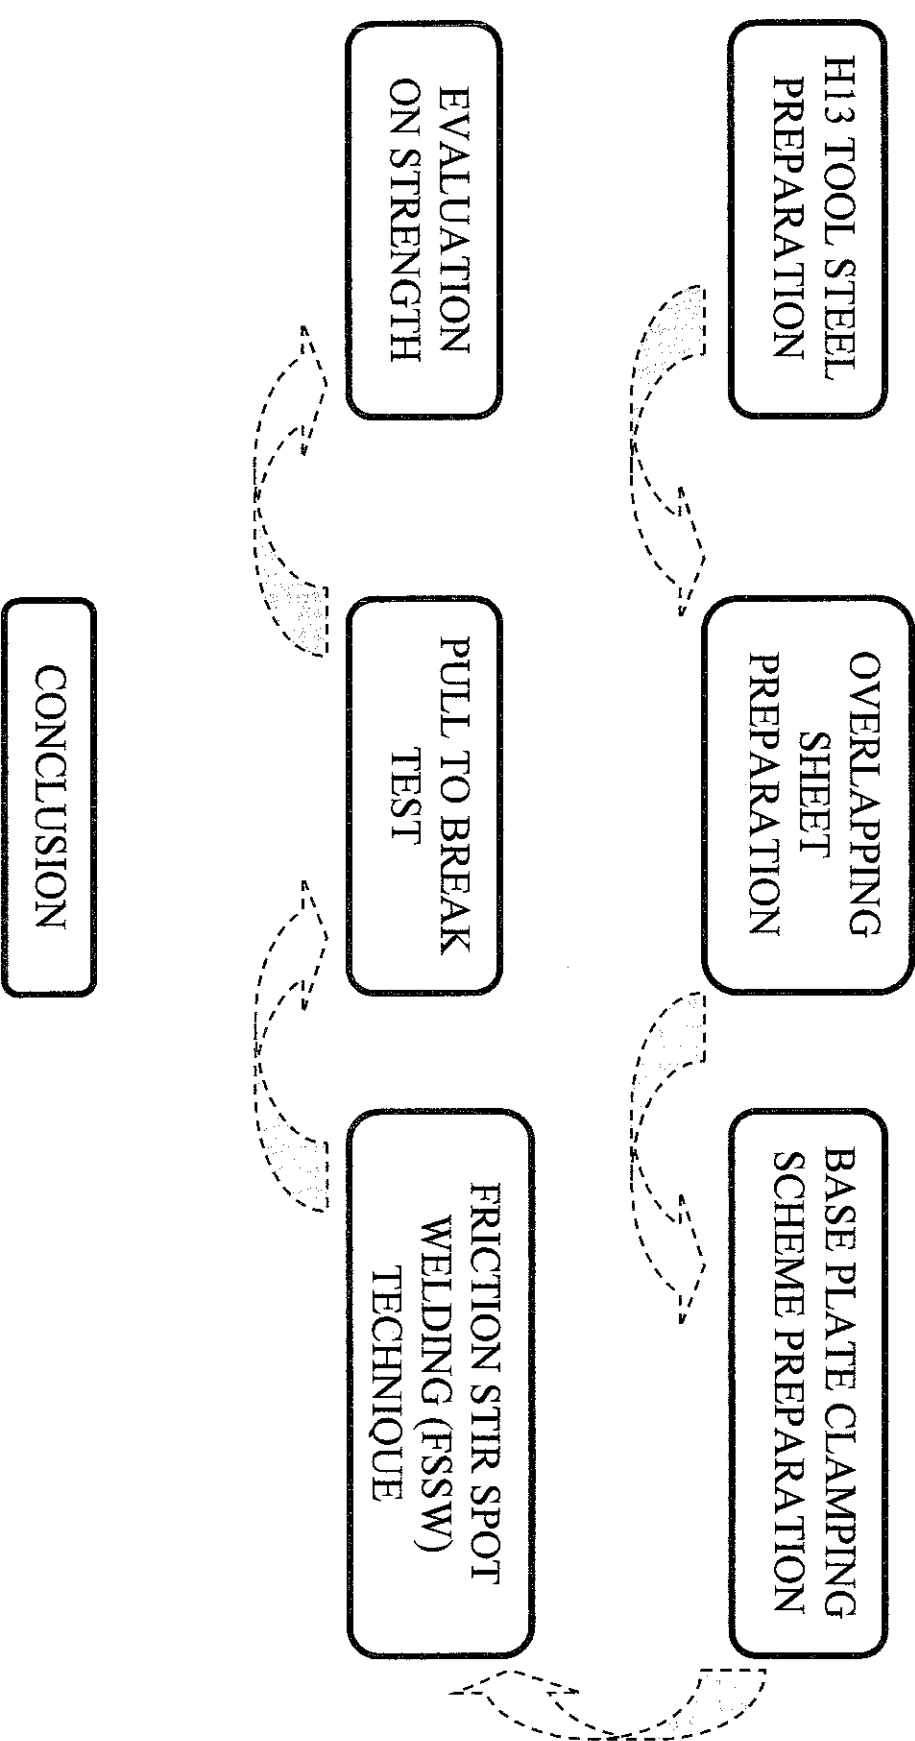 H13 TOOL STEEL
PREPARATION
OVERLAPPING
SHEET
PREPARATION
BASE PLATE CLAMPING
SCHEME PREPARATION
FRICTION STIR SPOT
WELDING (FSSW)
TECHNIQUE
PULL TO BREAK
TEST
EVALUATION
ON STRENGTH
CONCLUSION